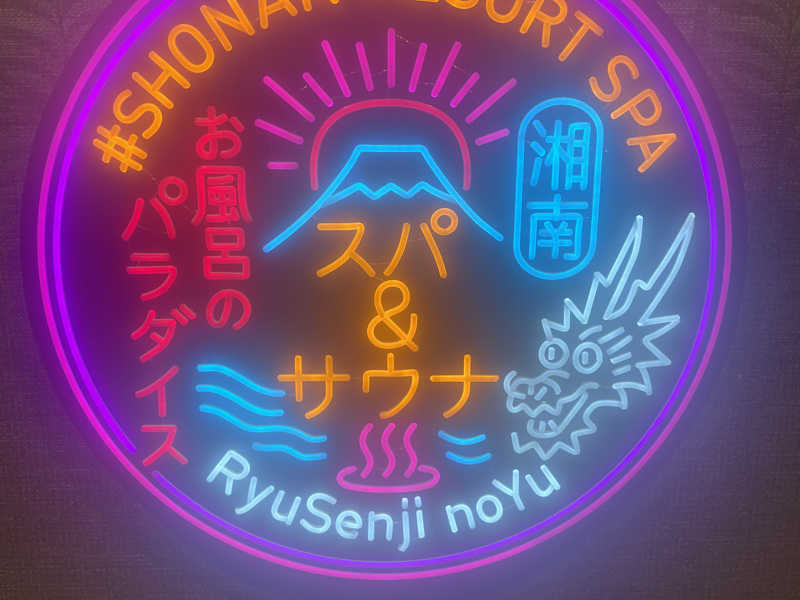 #SHONAN RESORT SPA
湘南
お風呂の
パラダイス
スパ
&
サウナ
RyuSenji noYu